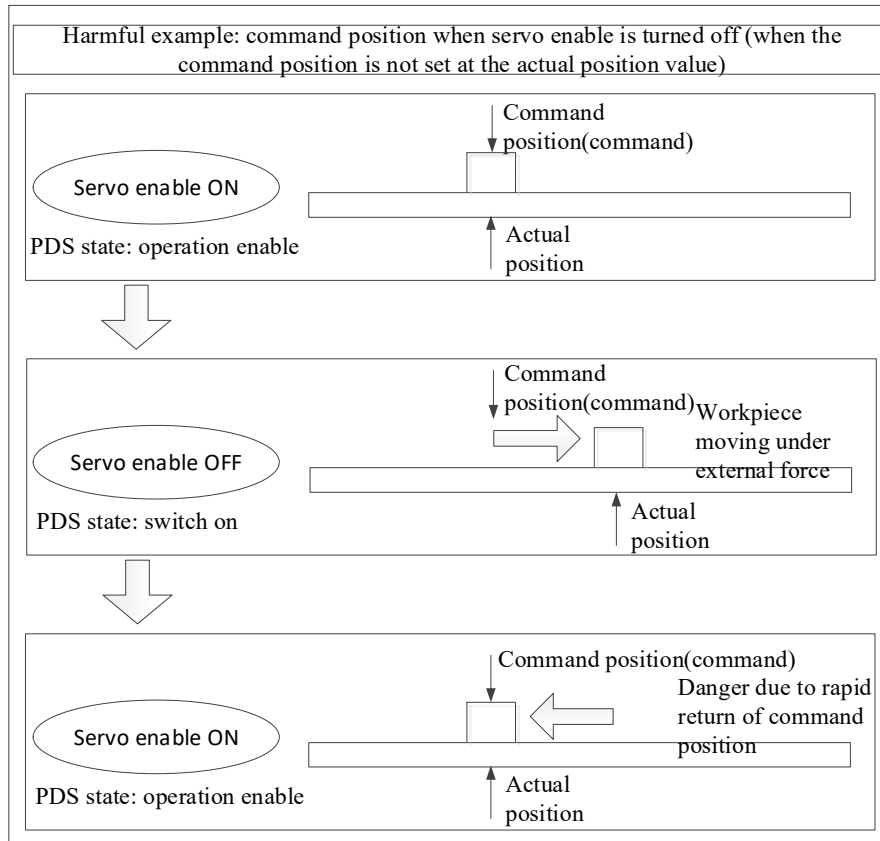 Harmful example: command position when servo enable is turned off (when the
command position is not set at the actual position value)
Command
position(command)
Servo enable ON
PDS state: operation enable
Actual
position
Command
position(command)
Workpiece
moving under
external force
Servo enable OFF
PDS state: switch on
Actual
position
Command position(command)
Danger due to rapid
return of command
position
Servo enable ON
PDS state: operation enable
Actual
position